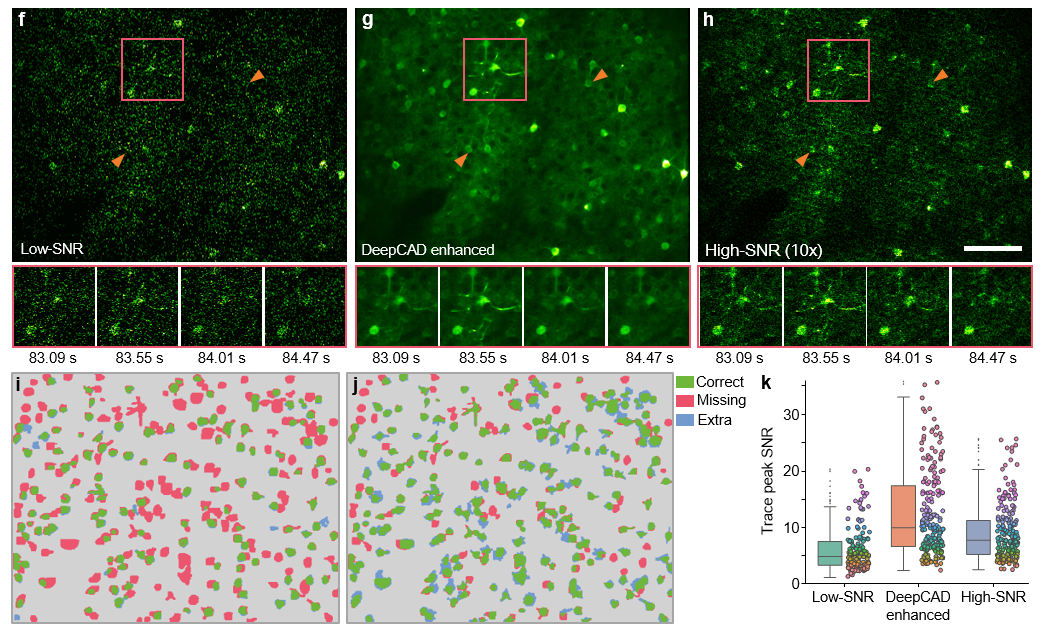 f
g
h
Low-SNR
DeepCAD enhanced
High-SNR (10x)
83.09 s
83.55 s
84.01 s
84.47 s
83.09 s
83.55 s
84.01 s
84.47 s
83.09 s
83.55 s
84.01 s
84.47 s
i
j
Correct
Missing
Extra
k
Trace peak SNR
30
20
10
0
Low-SNR
DeepCAD
enhanced
High-SNR